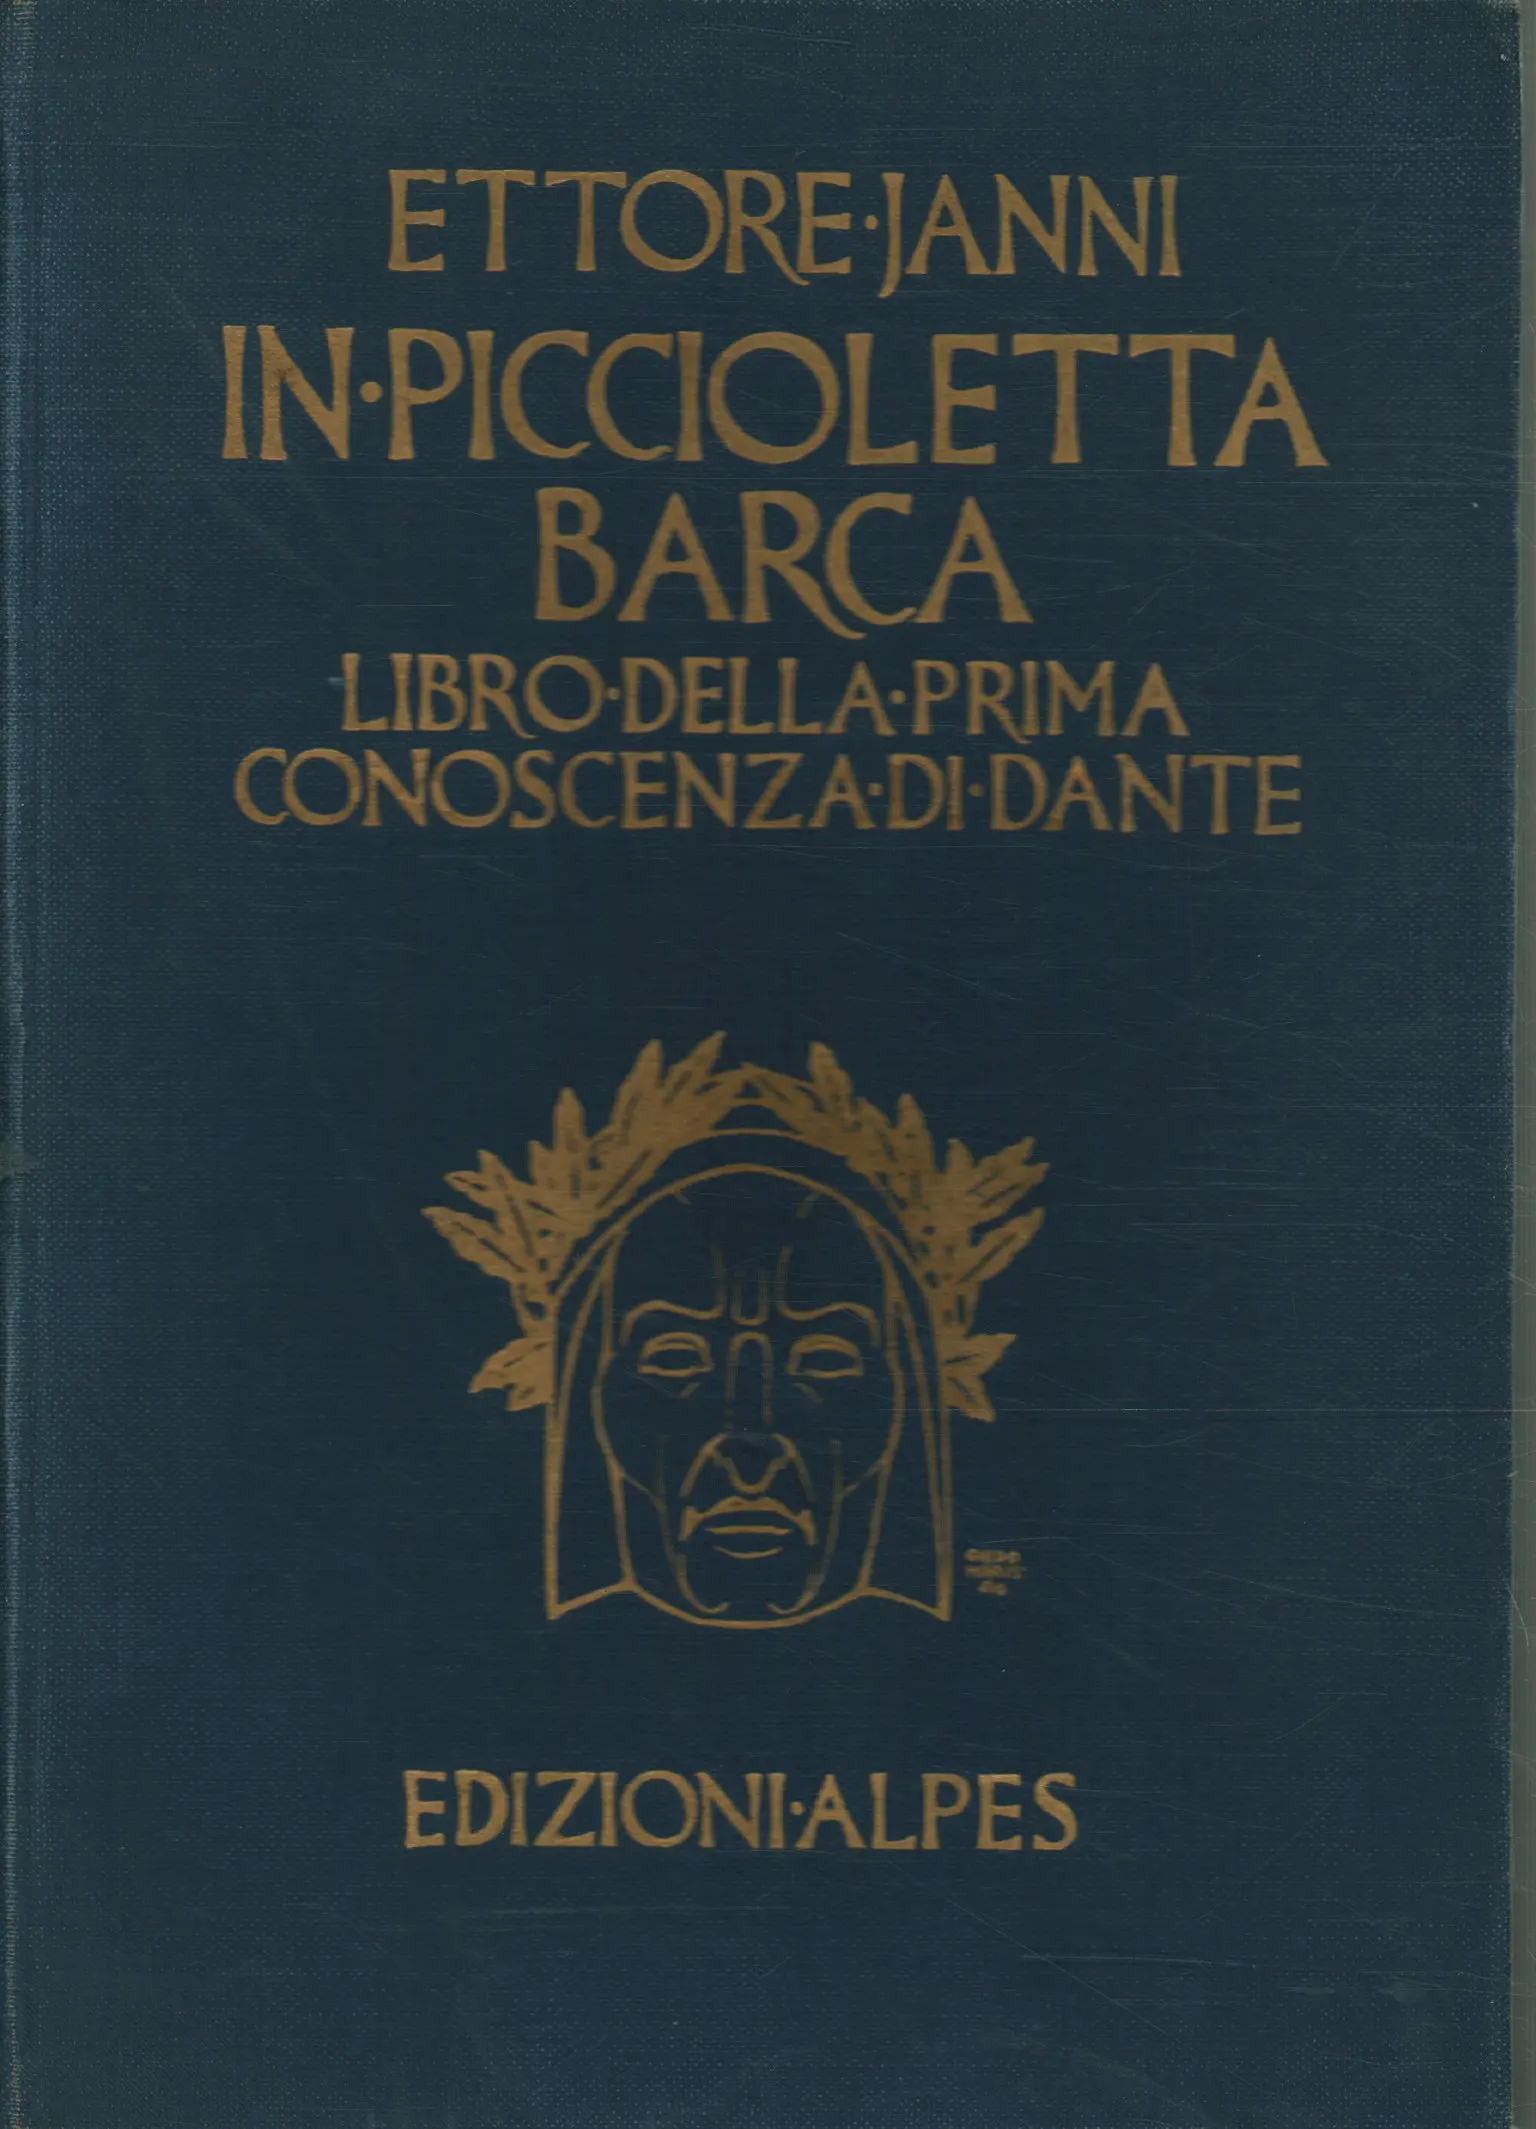 ETTORE·JANNI
IN·PICCIOLETTA
BARCA
LIBRO·DELLA·PRIMA
CONOSCENZA·DI·DANTE
EDIZIONI·ALPES